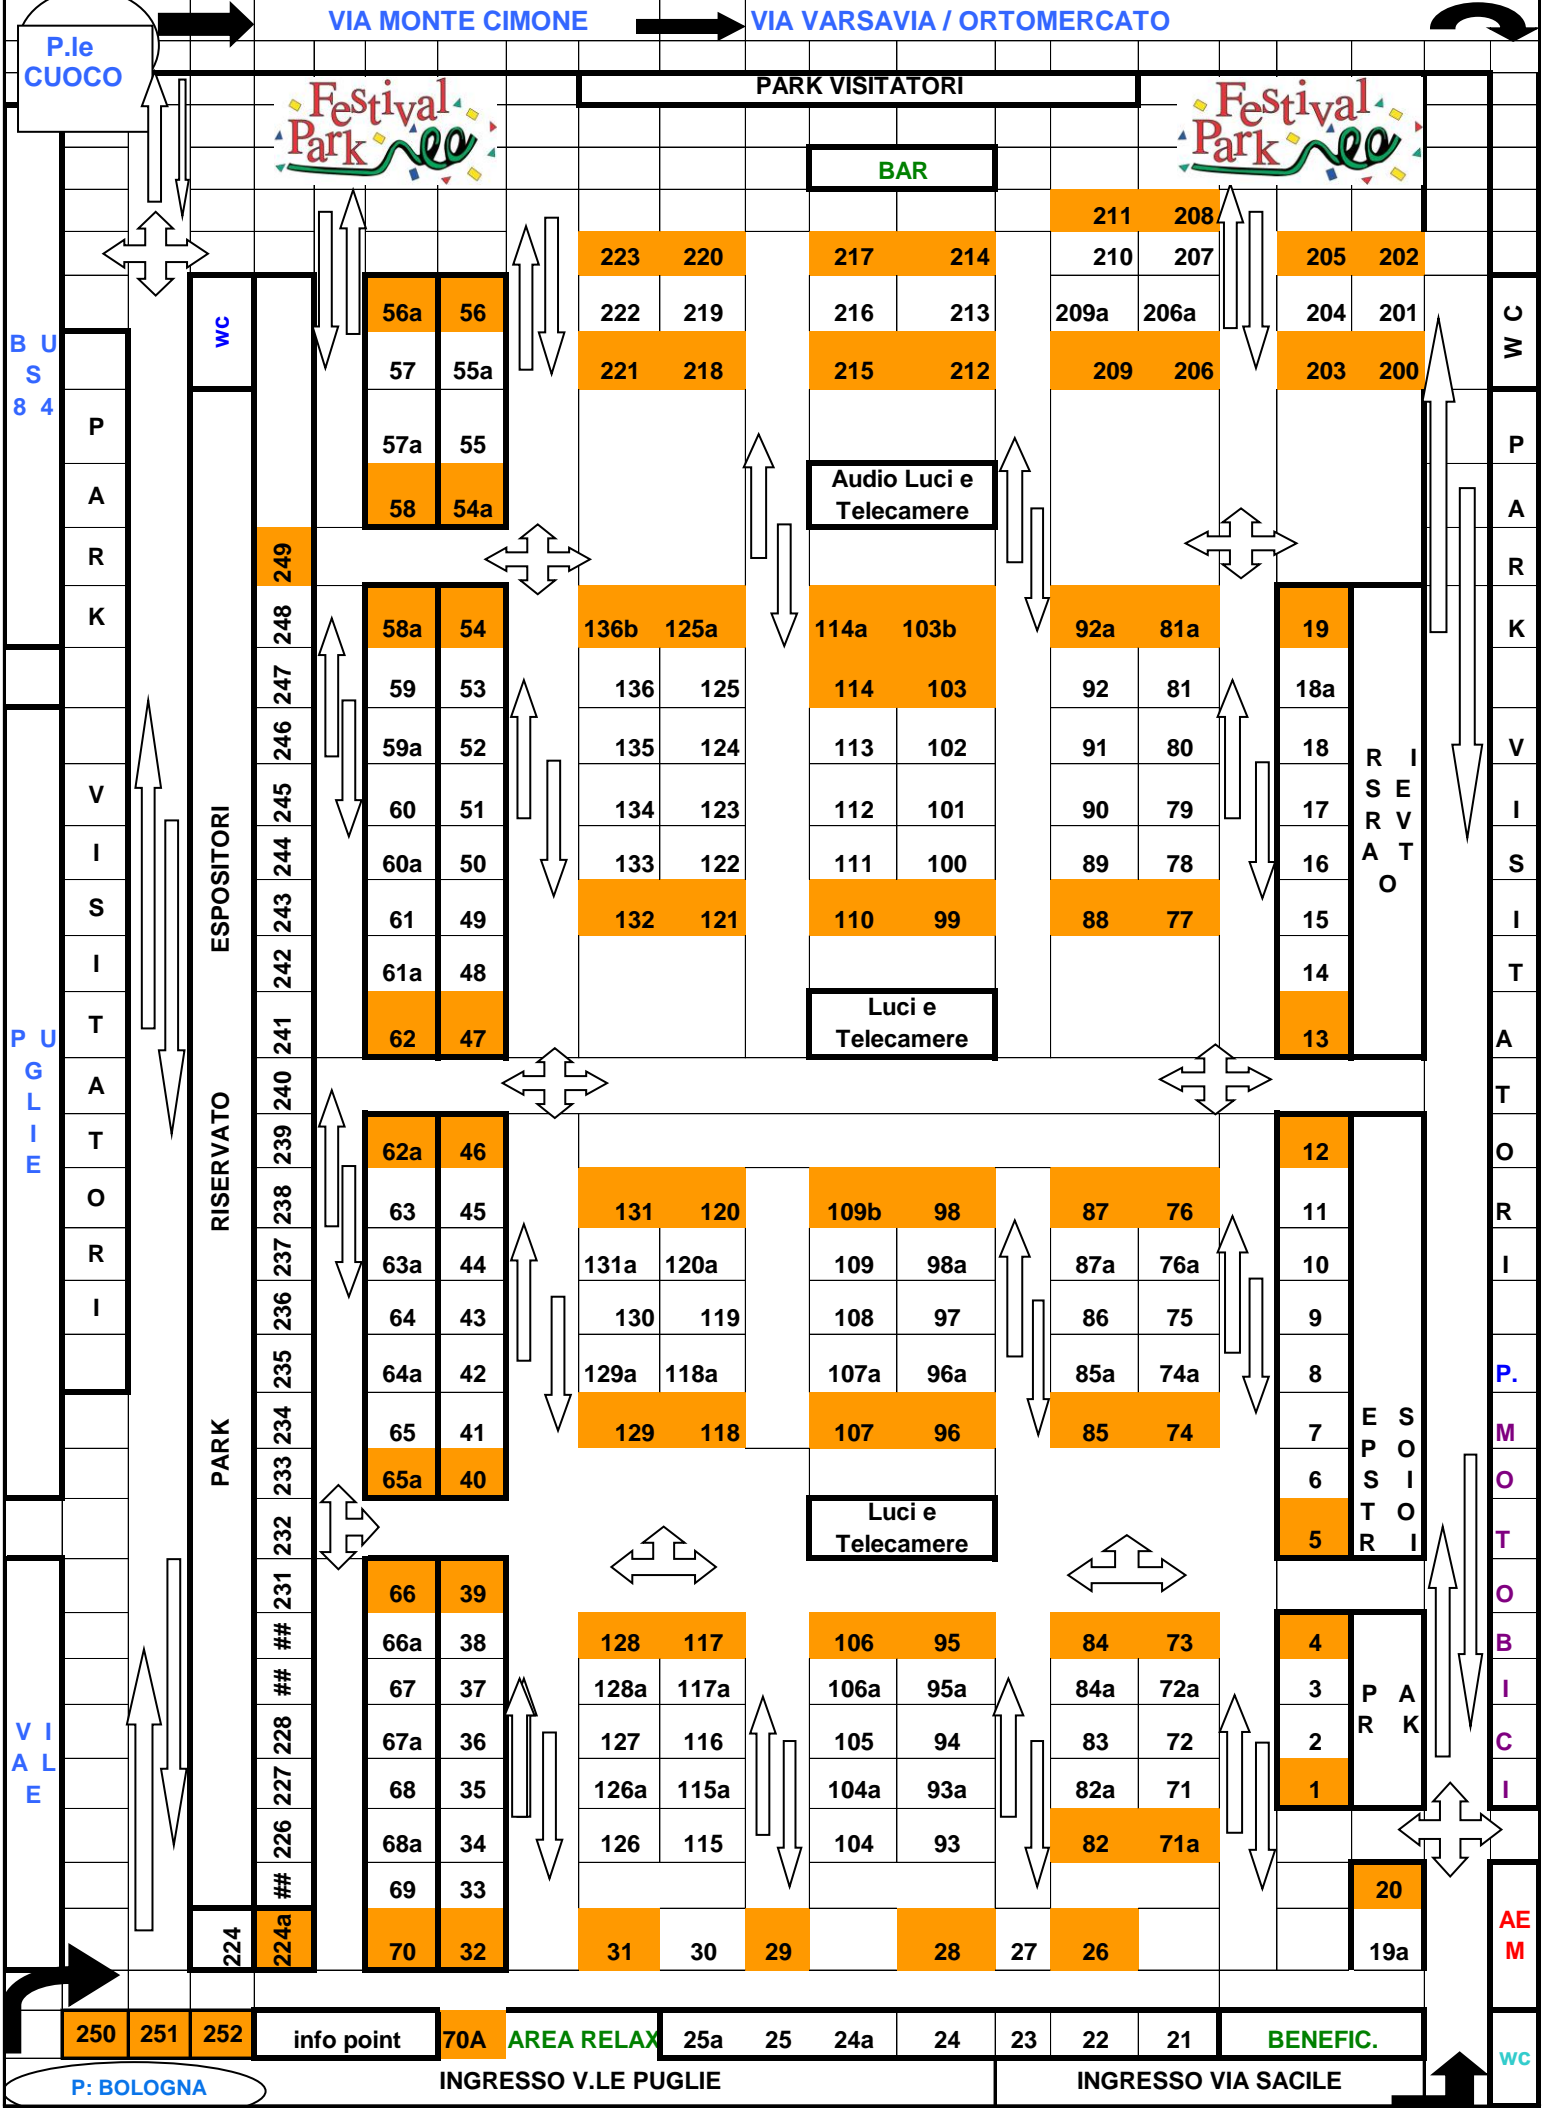 VIA MONTE CIMONE VIA VARSAVIA / ORTOMERCATO
P.le
CUOCO
PARK VISITATORI
Festival
Park
Festival
Park
BAR
211 208
223 220 217 214 210 207 205 202
wc 56a 56 222 219 216 213 209a 206a 204 201 W C
B U
S
8 4
57 55a 221 218 215 212 209 206 203 200
57a 55
58 54a Audio Luci e
Telecamere
249
248 58a 54 136b 125a 114a 103b 92a 81a 19
247 59 53 136 125 114 103 92 81 18a
246 59a 52 135 124 113 102 91 80 18
245 60 51 134 123 112 101 90 79 17
244 60a 50 133 122 111 100 89 78 16
243 61 49 132 121 110 99 88 77 15
242 61a 48 14
241 62 47 Luci e
Telecamere 13
240
239 62a 46 12
238 63 45 131 120 109b 98 87 76 11
237 63a 44 131a 120a 109 98a 87a 76a 10
236 64 43 130 119 108 97 86 75 9
235 64a 42 129a 118a 107a 96a 85a 74a 8
234 65 41 129 118 107 96 85 74 7
233 65a 40 6
232 Luci e
Telecamere 5
231 66 39
## 66a 38 128 117 106 95 84 73 4
## 67 37 128a 117a 106a 95a 84a 72a 3
228 67a 36 127 116 105 94 83 72 2
227 68 35 126a 115a 104a 93a 82a 71 1
226 68a 34 126 115 104 93 82 71a
## 69 33 20
224 224a 70 32 31 30 29 28 27 26 19a
P A R K V I S I T A T O R I
PARK RISERVATO ESPOSITORI
R I
S E
R V
A T
O
E S
P O
S I
T O
R I
P A
R K
P A R K V I S I T A T O R I
P. M O T O B I C I
P U
G
L
I
E
V I
A L
E
AE
M
250 251 252 info point 70A AREA RELAX 25a 25 24a 24 23 22 21 BENEFIC.
wc
P: BOLOGNA INGRESSO V.LE PUGLIE INGRESSO VIA SACILE